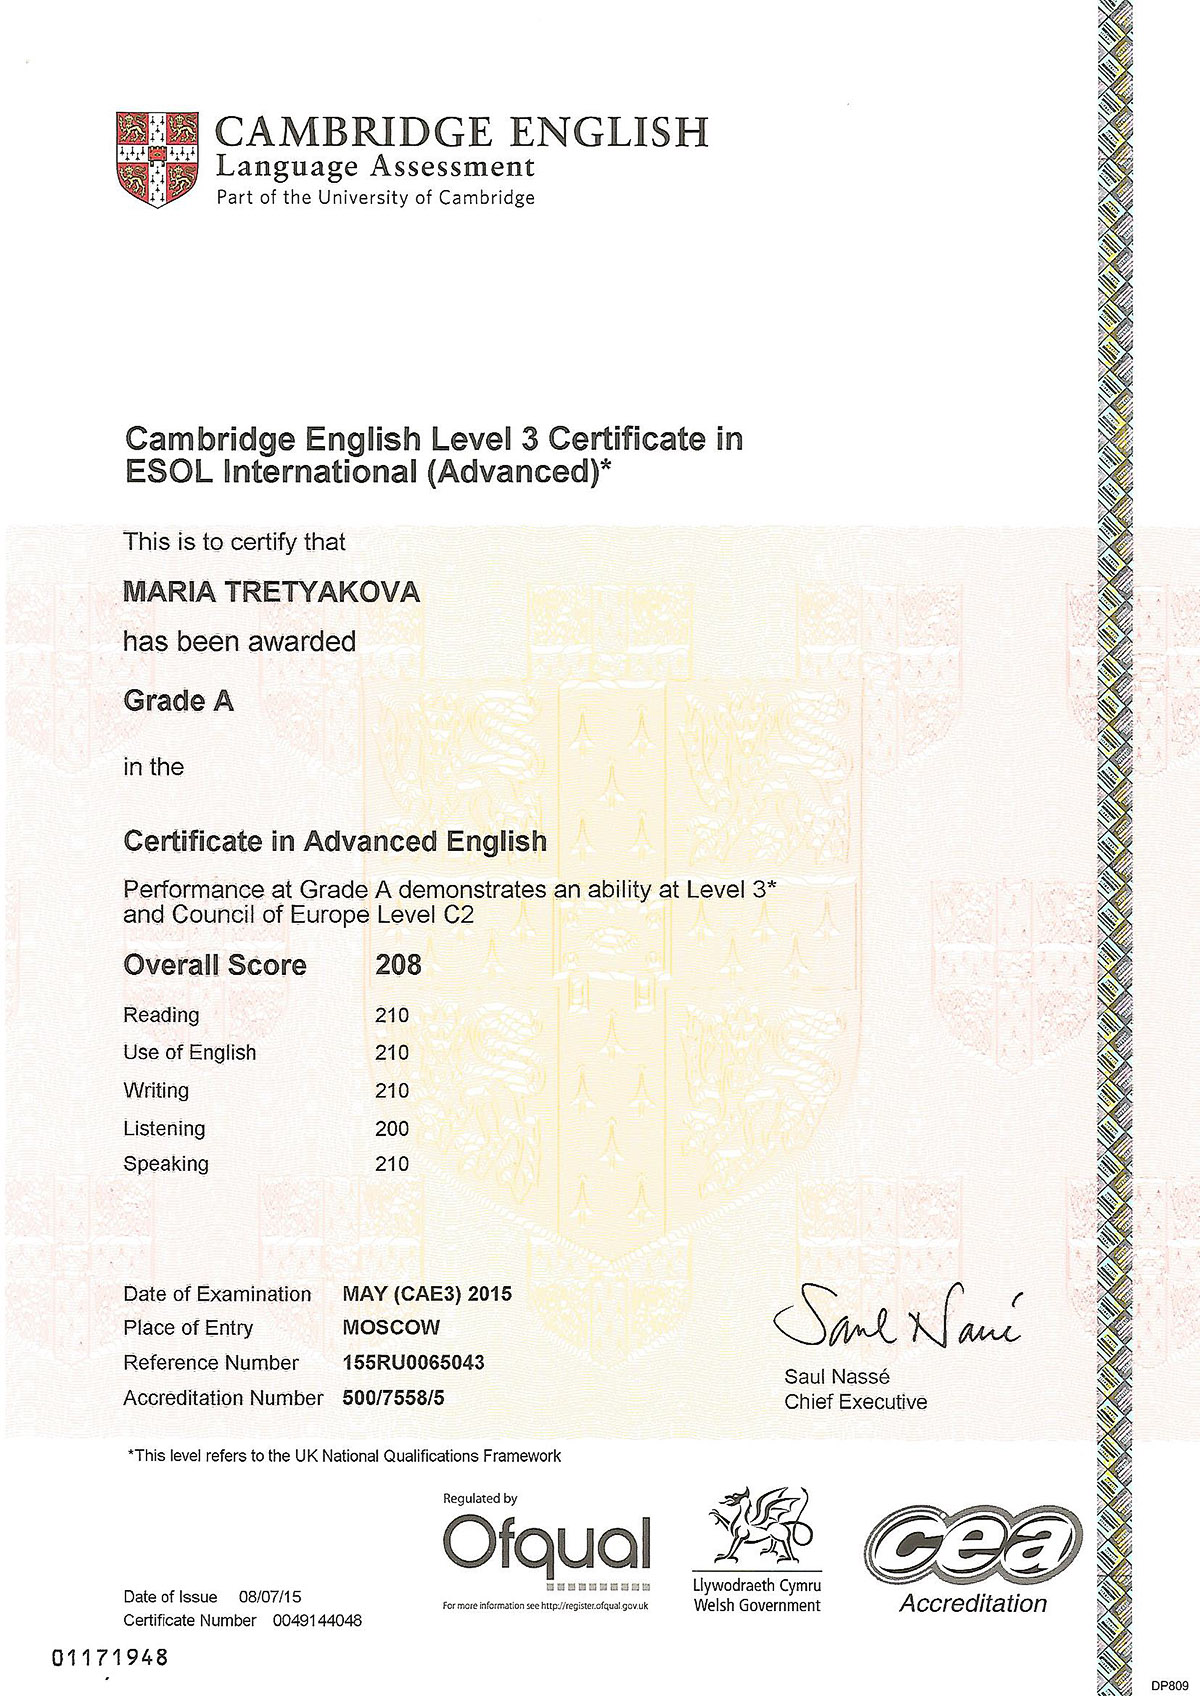 CAMBRIDGE ENGLISH
Language Assessment
Part of the University of Cambridge
Cambridge English Level 3 Certificate in
ESOL International (Advanced)*
This is to certify that
MARIA TRETYAKOVA
has been awarded
Grade A
in the
Certificate in Advanced English
Performance at Grade A demonstrates an ability at Level 3*
and Council of Europe Level C2
Overall Score 208
Reading 210
Use of English 210
Writing 210
Listening 200
Speaking 210
Date of Examination MAY (CAE3) 2015
Place of Entry MOSCOW
Reference Number 155RU0065043
Accreditation Number 500/7558/5
Saul Nassé
Saul Nassé
Chief Executive
*This level refers to the UK National Qualifications Framework
Regulated by
Ofqual
For more information see http://register.ofqual.gov.uk
Llywodraeth Cymru
Welsh Government
cea
Accreditation
Date of Issue 08/07/15
Certificate Number 0049144048
01171948
DP809